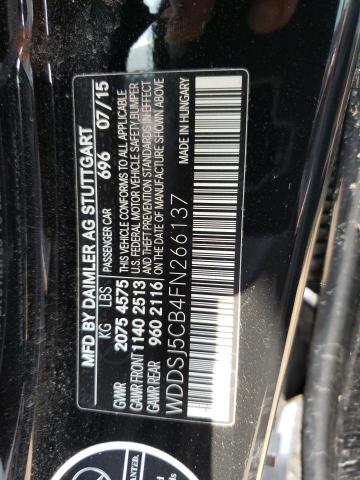 MFD BY DAIMLER AG STUTTGART
KG LBS PASSENGER CAR 696 07/15
GVWR 2075 4575 THIS VEHICLE CONFORMS TO ALL APPLICABLE
U.S. FEDERAL MOTOR VEHICLE SAFETY BUMPER
GAWR FRONT 1140 2513 AND THEFT PREVENTION STANDARDS IN EFFECT
GAWR REAR 960 2116 ON THE DATE OF MANUFACTURE SHOWN ABOVE
WDDSJ5CB4FN266137 MADE IN HUNGARY